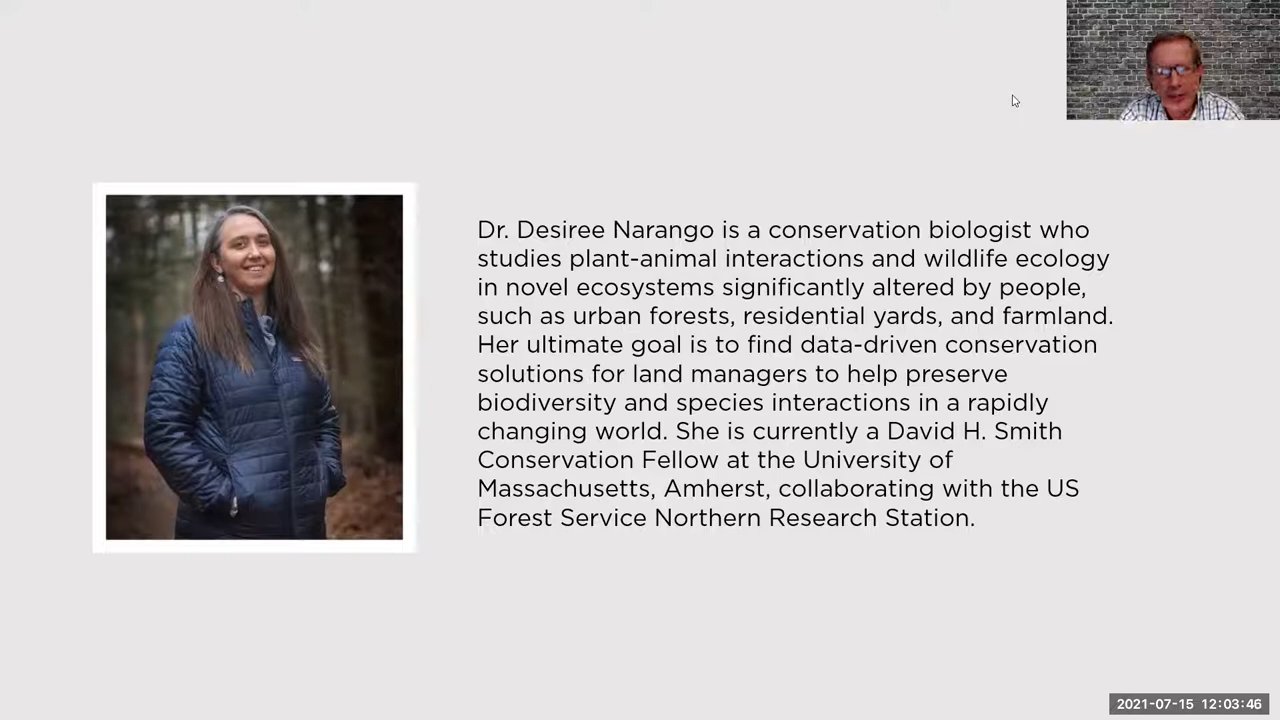 Dr. Desiree Narango is a conservation biologist who
studies plant-animal interactions and wildlife ecology
in novel ecosystems significantly altered by people,
such as urban forests, residential yards, and farmland.
Her ultimate goal is to find data-driven conservation
solutions for land managers to help preserve
biodiversity and species interactions in a rapidly
changing world. She is currently a David H. Smith
Conservation Fellow at the University of
Massachusetts, Amherst, collaborating with the US
Forest Service Northern Research Station.
2021-07-15 12:03:46